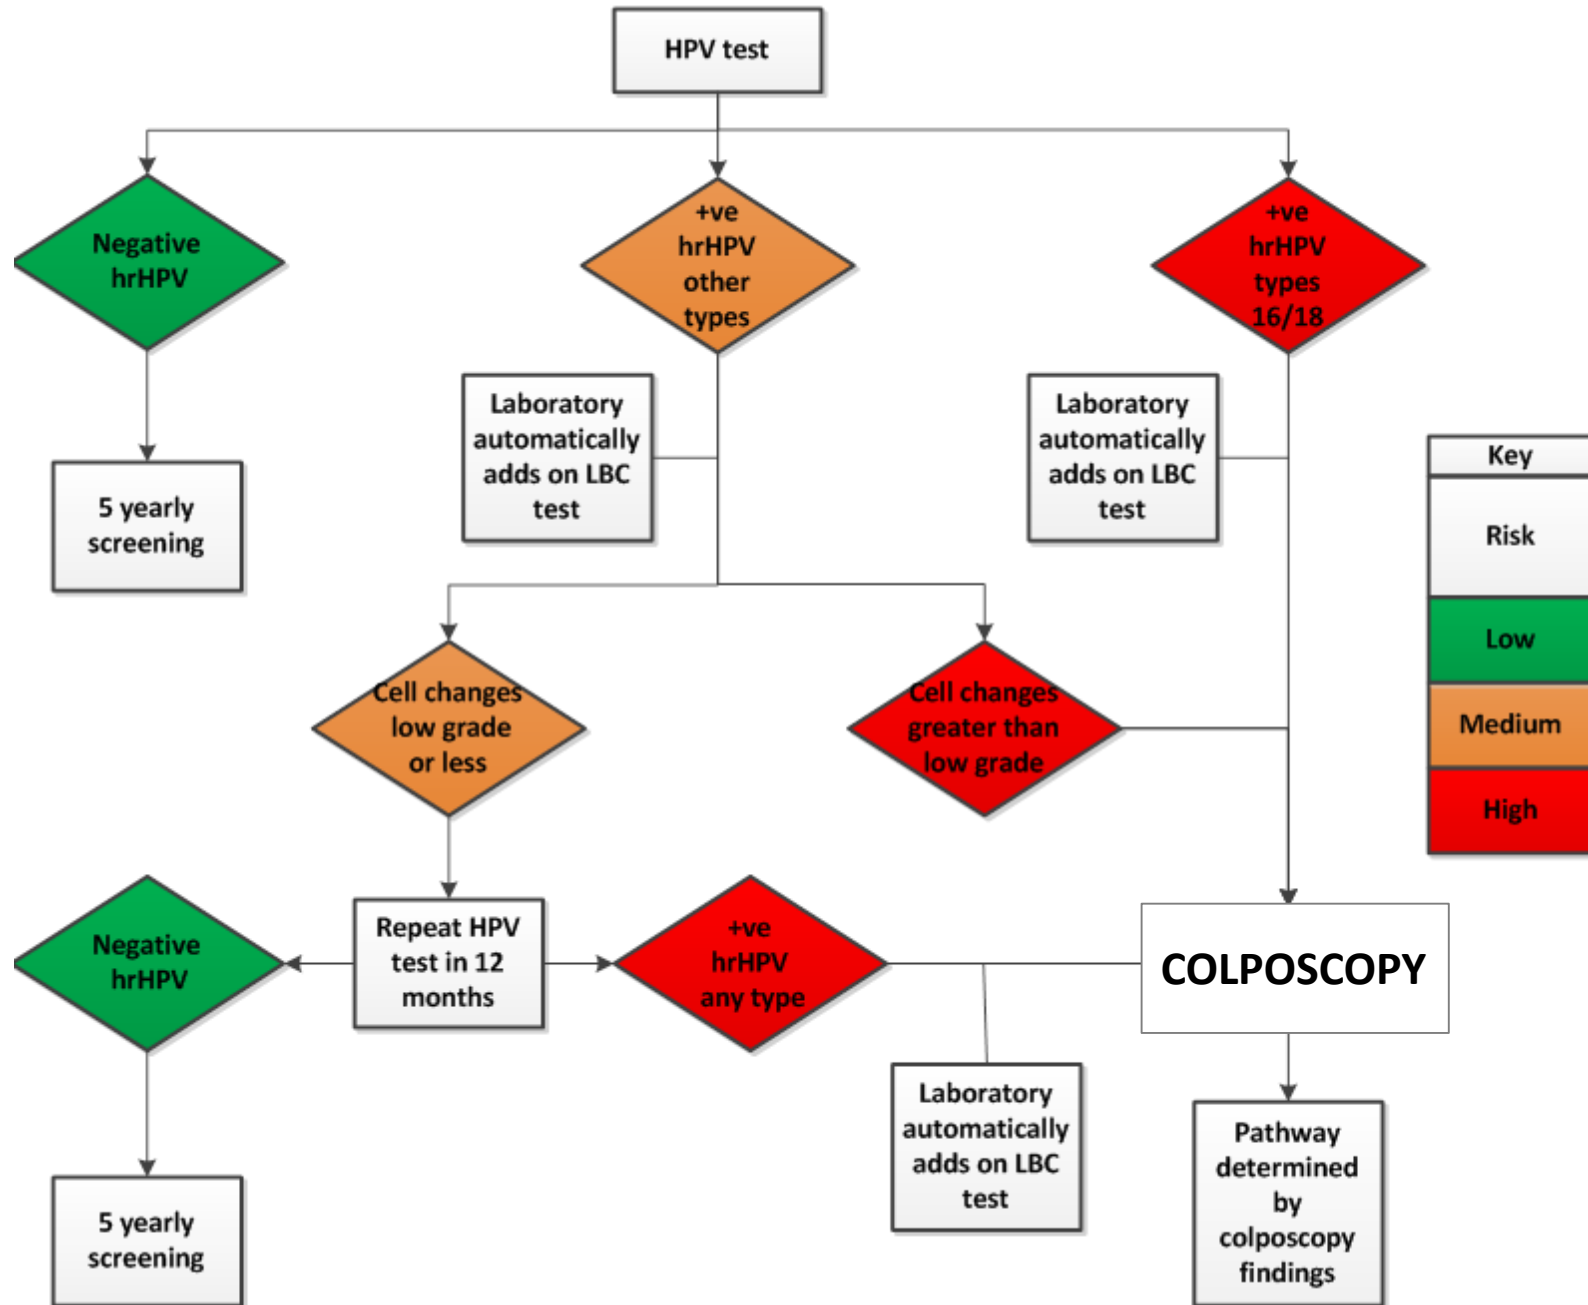 HPV test
Negative
hrHPV
+ve
hrHPV
other
types
+ve
hrHPV
types
16/18
Laboratory
automatically
adds on LBC
test
Laboratory
automatically
adds on LBC
test
5 yearly
screening
Key
Risk
Low
Medium
High
Cell changes
low grade
or less
Cell changes
greater than
low grade
Negative
hrHPV
Repeat HPV
test in 12
months
+ve
hrHPV
any type
COLPOSCOPY
Laboratory
automatically
adds on LBC
test
Pathway
determined
by
colposcopy
findings
5 yearly
screening